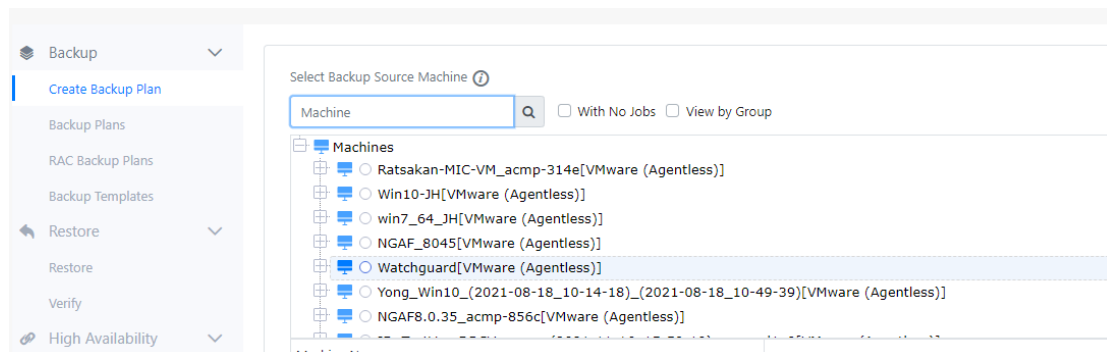 Backup
Create Backup Plan
Backup Plans
RAC Backup Plans
Backup Templates
Restore
Restore
Verify
High Availability
Select Backup Source Machine
Machine
With No Jobs
View by Group
Machines
Ratsakan-MIC-VM_acmp-314e[VMware (Agentless)]
Win10-JH[VMware (Agentless)]
win7_64_JH[VMware (Agentless)]
NGAF_8045[VMware (Agentless)]
Watchguard[VMware (Agentless)]
Yong_Win10_(2021-08-18_10-14-18)_(2021-08-18_10-49-39)[VMware (Agentless)]
NGAF8.0.35_acmp-856c[VMware (Agentless)]